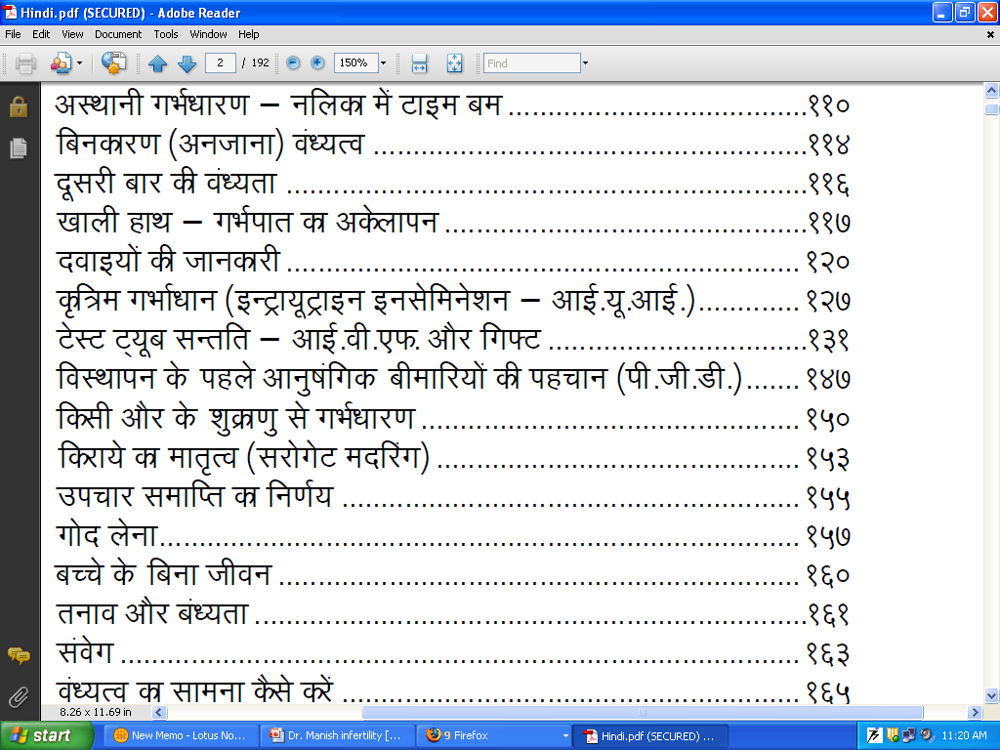 Hindi.pdf (SECURED) - Adobe Reader
File Edit View Document Tools Window Help
2 / 192 150% Find
अस्थानी गर्भधारण – नलिका में टाइम बम ......................................११०
बिनकारण (अनजाना) वंध्यत्व .......................................................११४
दूसरी बार की वंध्यता ..................................................................११६
खाली हाथ – गर्भपात का अकेलापन ..............................................११७
दवाइयों की जानकारी .................................................................. १२०
कृत्रिम गर्भाधान (इन्ट्रायूट्राइन इनसेमिनेशन – आई.यू.आई.)............. १२७
टेस्ट ट्यूब सन्तति – आई.वी.एफ. और गिफ्ट ................................ १३१
विस्थापन के पहले आनुषंगिक बीमारियों की पहचान (पी.जी.डी.)....... १४७
किसी और के शुक्राणु से गर्भधारण ................................................ १५०
किराये का मातृत्व (सरोगेट मदरिंग) .............................................. १५३
उपचार समाप्ति का निर्णय ........................................................... १५५
गोद लेना.................................................................................. १५७
बच्चे के बिना जीवन ................................................................... १६०
तनाव और बंध्यता .......................................................................१६१
संवेग ....................................................................................... १६३
वंध्यत्व का सामना कैसे करें ........................................................... १६५
8.26 x 11.69 in
start New Memo - Lotus No... Dr. Manish infertility [... 9 Firefox Hindi.pdf (SECURED) ... 11:20 AM